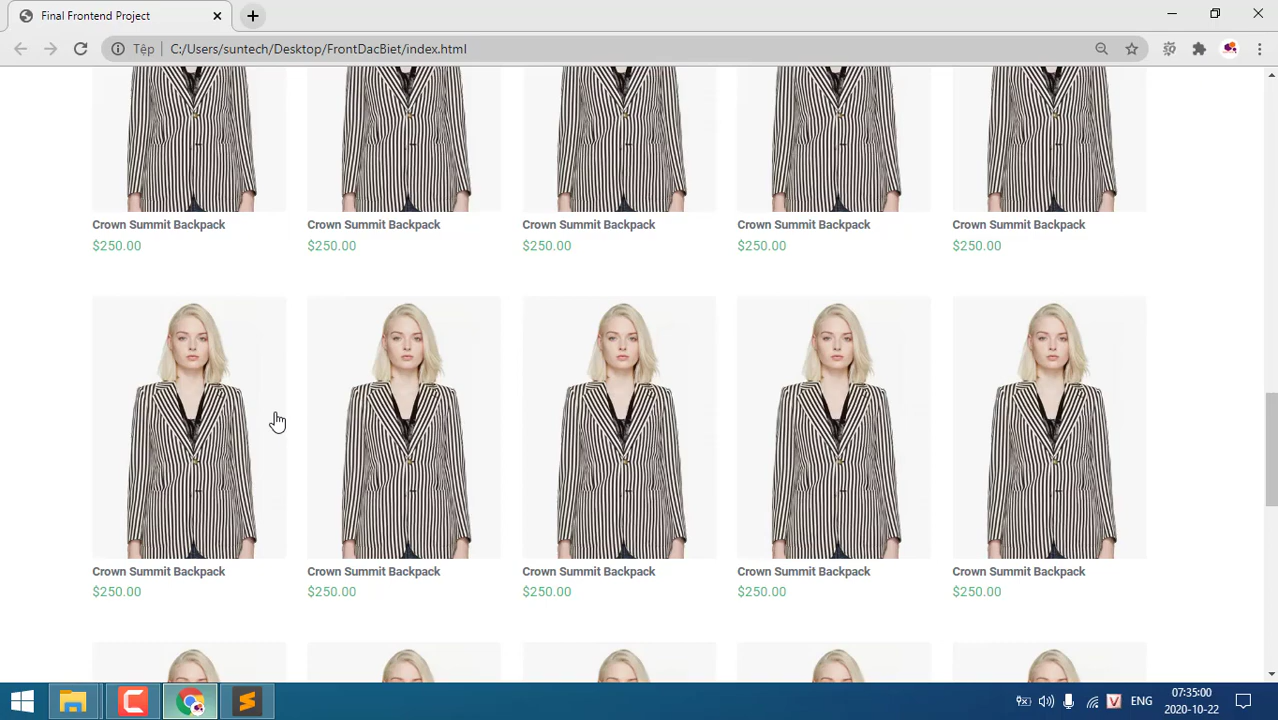 Final Frontend Project
Tệp C:/Users/suntech/Desktop/FrontDacBiet/index.html
Crown Summit Backpack Crown Summit Backpack Crown Summit Backpack Crown Summit Backpack Crown Summit Backpack
$250.00 $250.00 $250.00 $250.00 $250.00
Crown Summit Backpack Crown Summit Backpack Crown Summit Backpack Crown Summit Backpack Crown Summit Backpack
$250.00 $250.00 $250.00 $250.00 $250.00
V ENG
07:35:00
2020-10-22